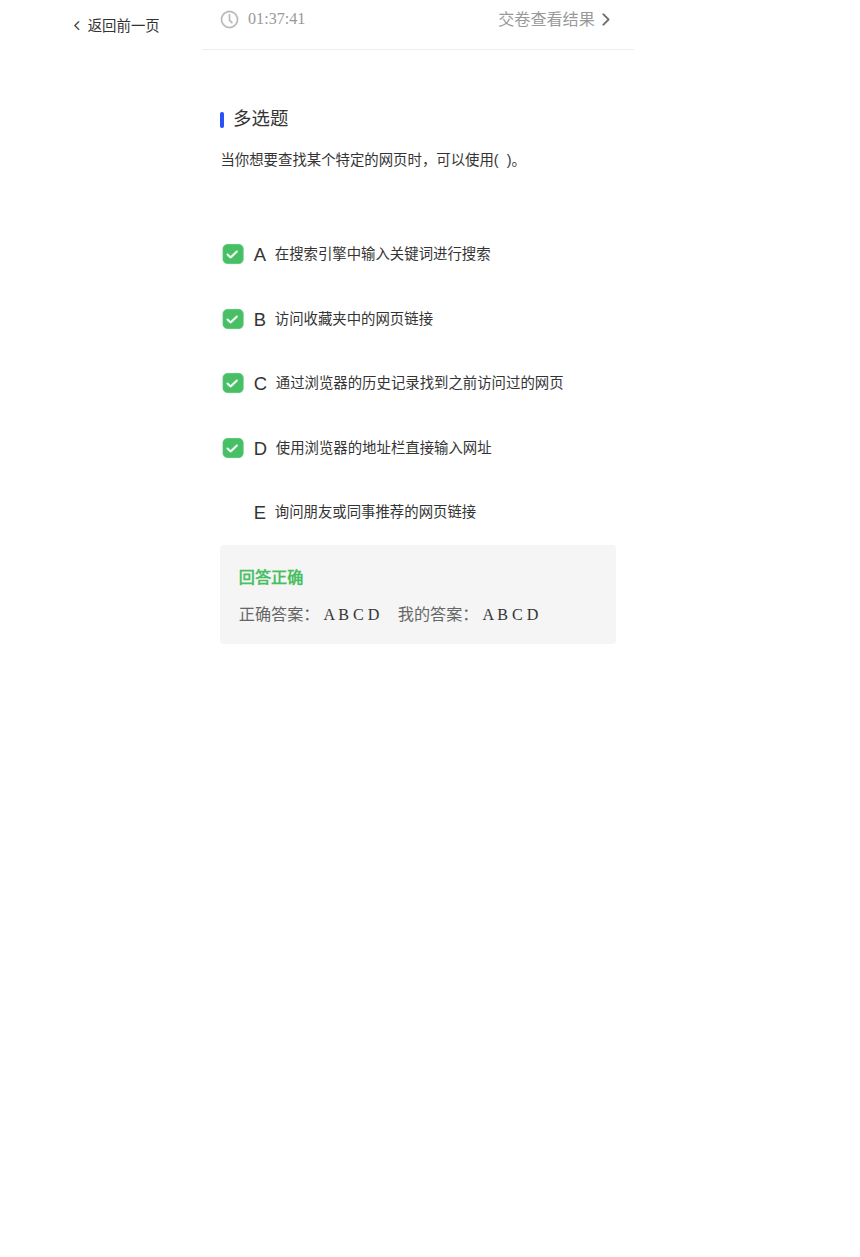 返回前一页
01:37:41 交卷查看结果
多选题
当你想要查找某个特定的网页时，可以使用( )。
A 在搜索引擎中输入关键词进行搜索
B 访问收藏夹中的网页链接
C 通过浏览器的历史记录找到之前访问过的网页
D 使用浏览器的地址栏直接输入网址
E 询问朋友或同事推荐的网页链接
回答正确
正确答案： A B C D 我的答案： A B C D